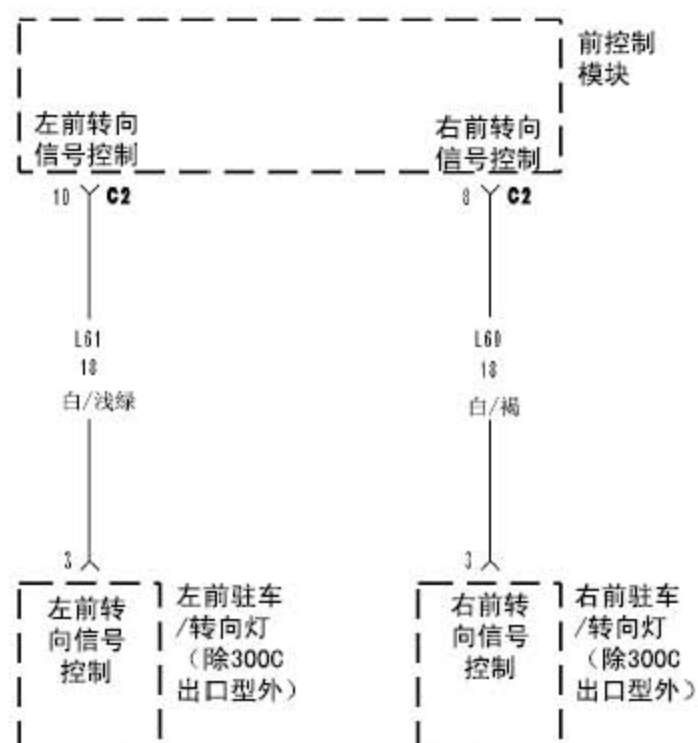 前控制
模块
左前转向
信号控制
右前转向
信号控制
10 C2
8 C2
L61
18
白/浅绿
L60
18
白/褐
3
3
左前转
向信号
控制
左前驻车
/转向灯
（除300C
出口型外）
右前转
向信号
控制
右前驻车
/转向灯
（除300C
出口型外）